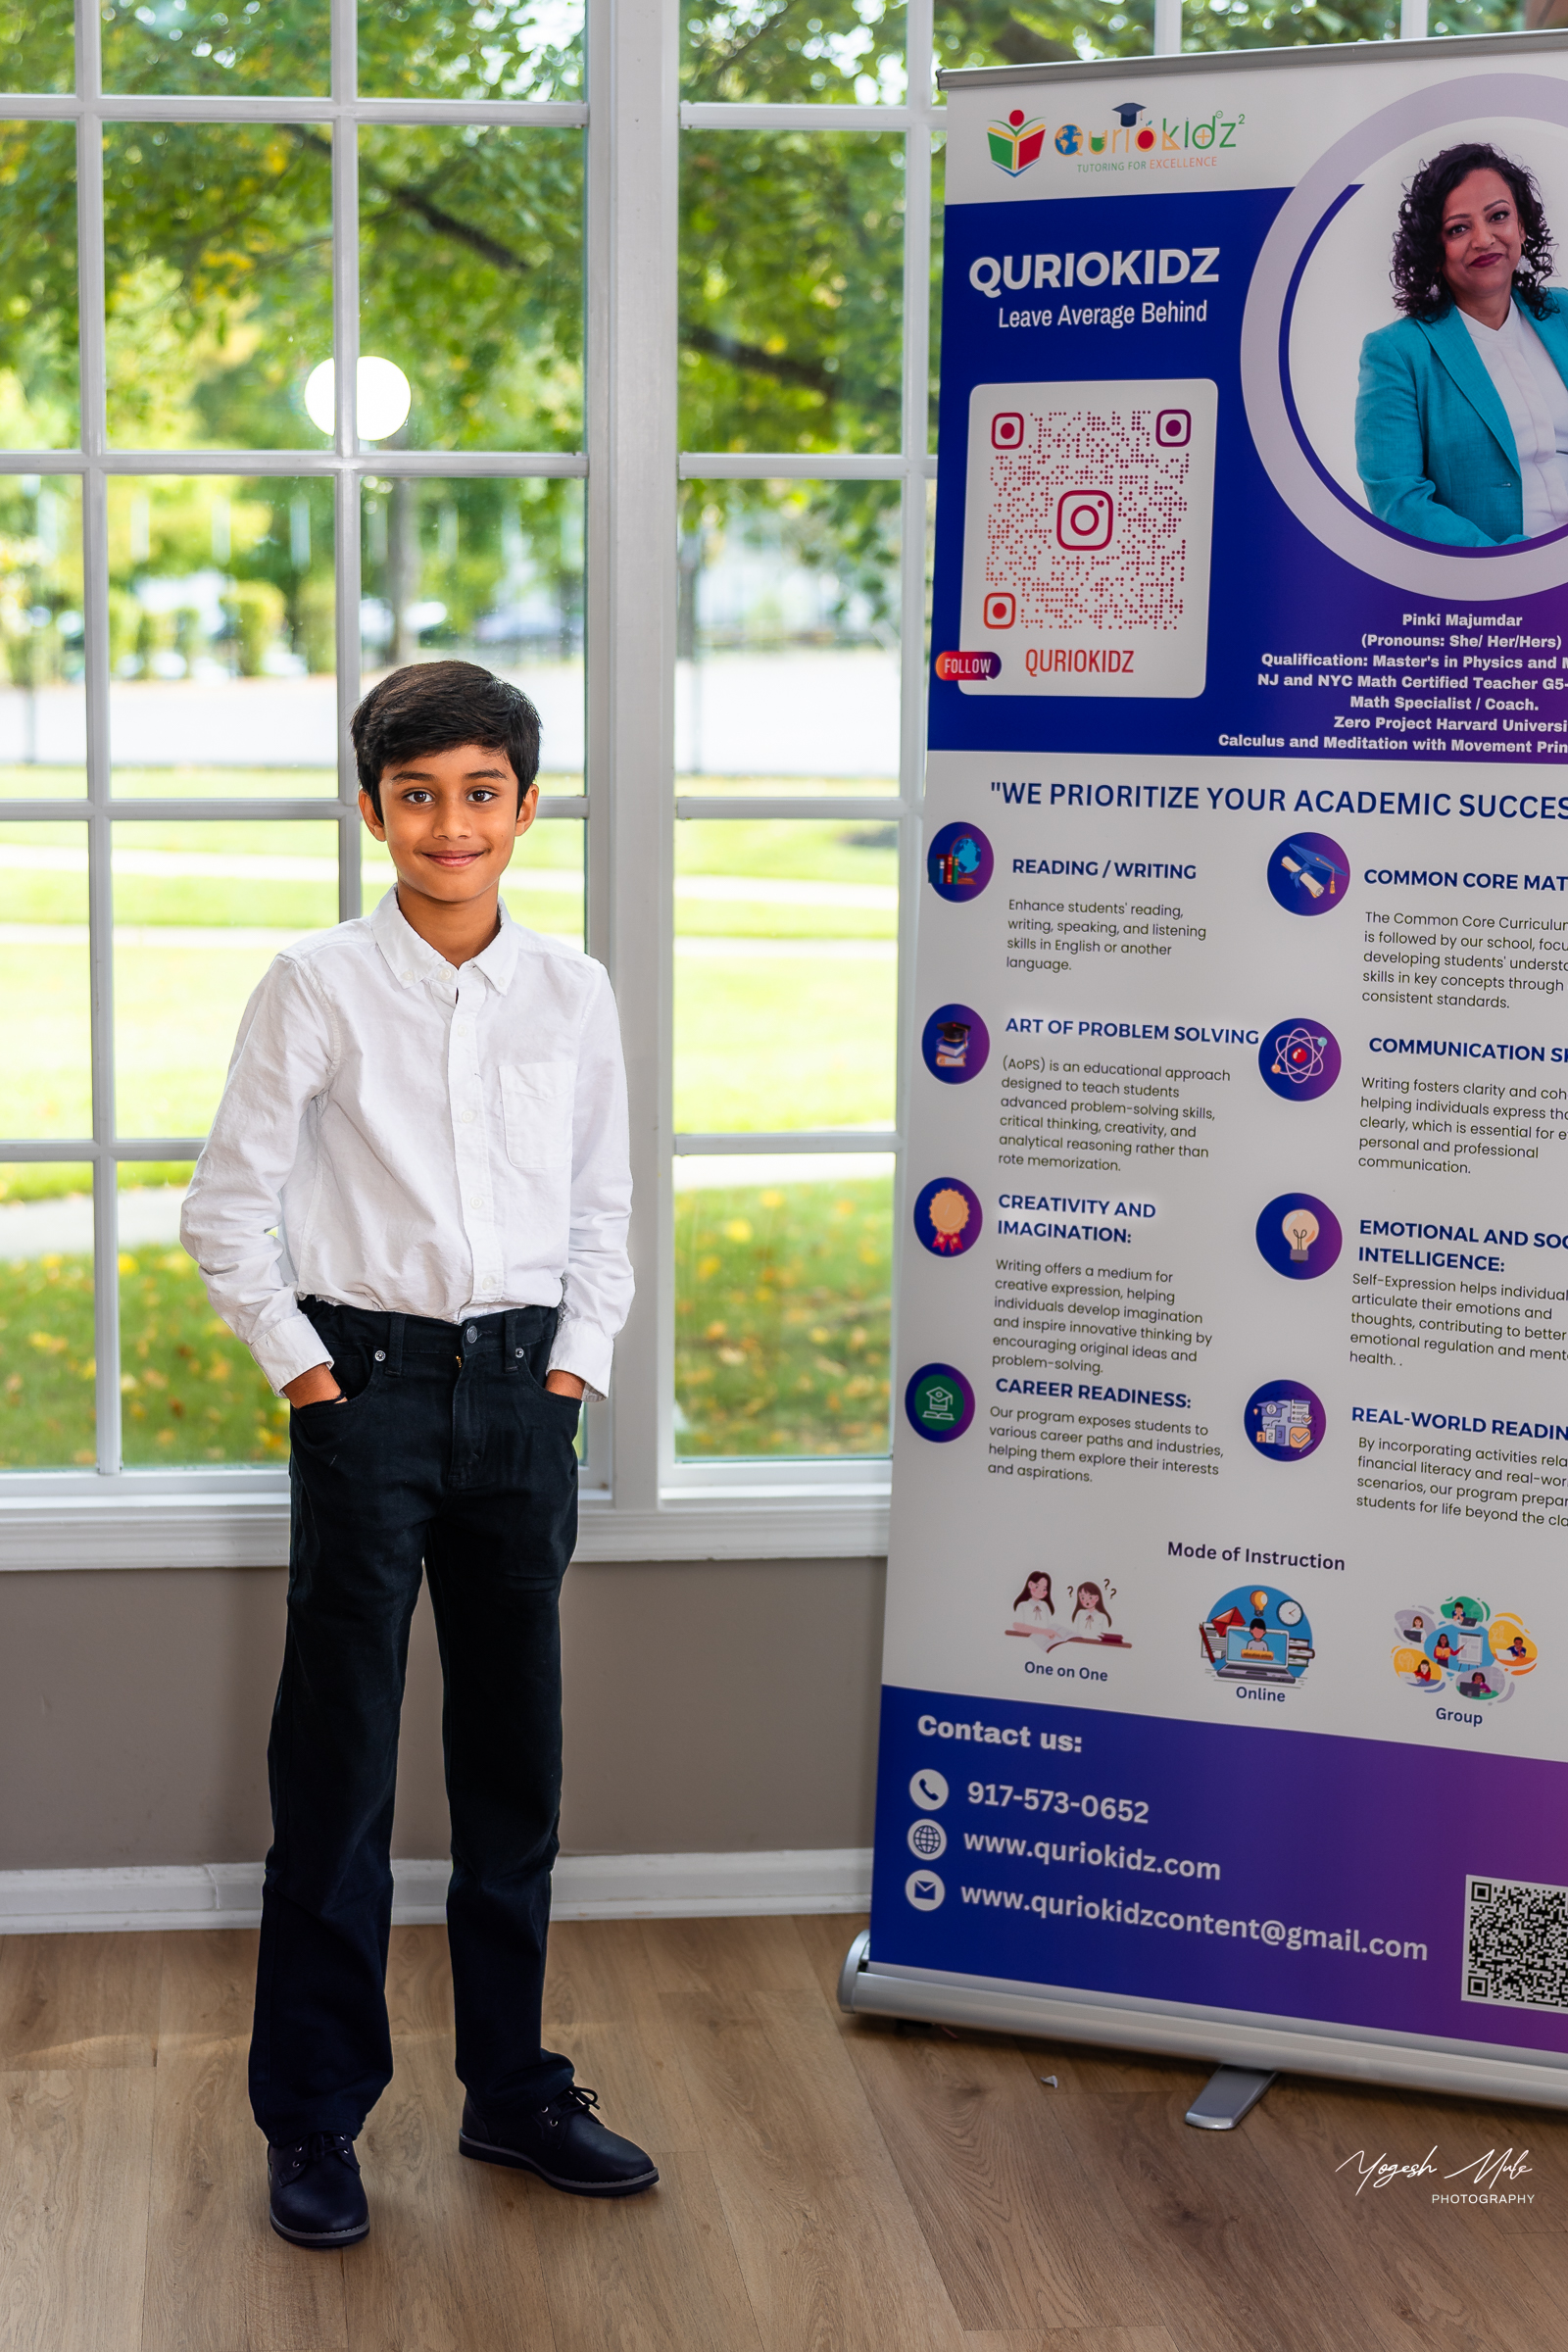 Quriokidz²
TUTORING FOR EXCELLENCE
QURIOKIDZ
Leave Average Behind
FOLLOW
QURIOKIDZ
Pinki Majumdar
(Pronouns: She/ Her/Hers)
Qualification: Master's in Physics and
NJ and NYC Math Certified Teacher G5-
Math Specialist / Coach.
Zero Project Harvard
Calculus and Meditation with Movement
"WE PRIORITIZE YOUR ACADEMIC
READING / WRITING
Enhance students' reading,
writing, speaking, and listening
skills in English or another
language.
COMMON CORE
The Common Core
is followed by our school,
developing students'
skills in key concepts through
consistent standards.
ART OF PROBLEM SOLVING
(AoPS) is an educational approach
designed to teach students
advanced problem-solving skills,
critical thinking, creativity, and
analytical reasoning rather than
rote memorization.
COMMUNICATION
Writing fosters clarity and
helping individuals express
clearly, which is essential for
personal and professional
communication.
CREATIVITY AND
IMAGINATION:
Writing offers a medium for
creative expression, helping
individuals develop imagination
and inspire innovative thinking by
encouraging original ideas and
problem-solving.
EMOTIONAL AND
INTELLIGENCE:
Self-Expression helps
articulate their emotions and
thoughts, contributing to better
emotional regulation and
health. .
CAREER READINESS:
Our program exposes students to
various career paths and industries,
helping them explore their interests
and aspirations.
REAL-WORLD
By incorporating activities
financial literacy and
scenarios, our program
students for life beyond the
Mode of Instruction
One on One
Online
Group
Contact us:
917-573-0652
www.quriokidz.com
www.quriokidzcontent@gmail.com
Yogesh Mule
PHOTOGRAPHY